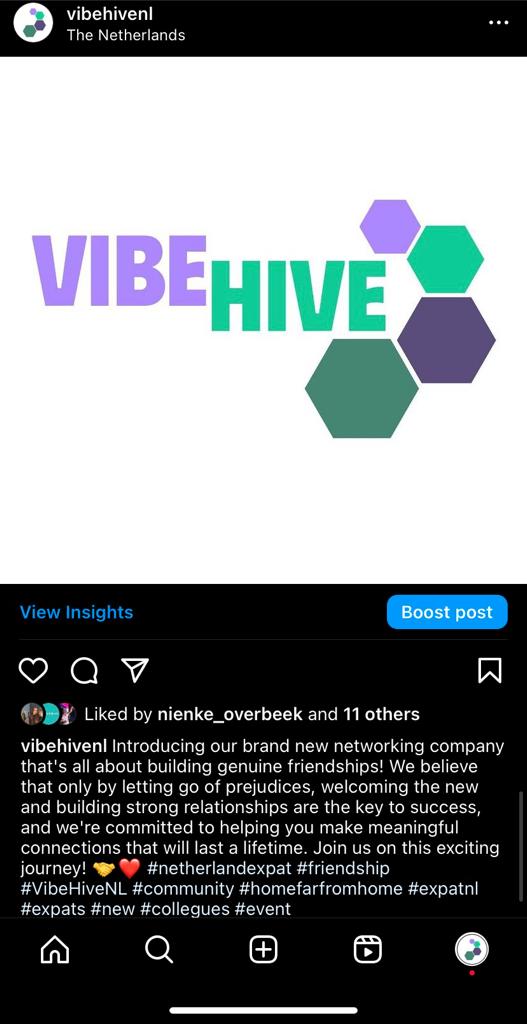 vibehivenl
The Netherlands
VIBE
HIVE
View Insights
Boost post
Liked by nienke_overbeek and 11 others
vibehivenl Introducing our brand new networking company
that's all about building genuine friendships! We believe
that only by letting go of prejudices, welcoming the new
and building strong relationships are the key to success,
and we're committed to helping you make meaningful
connections that will last a lifetime. Join us on this exciting
journey! 🤝❤️ #netherlandexpat #friendship
#VibeHiveNL #community #homefarfromhome #expatnl
#expats #new #collegues #event